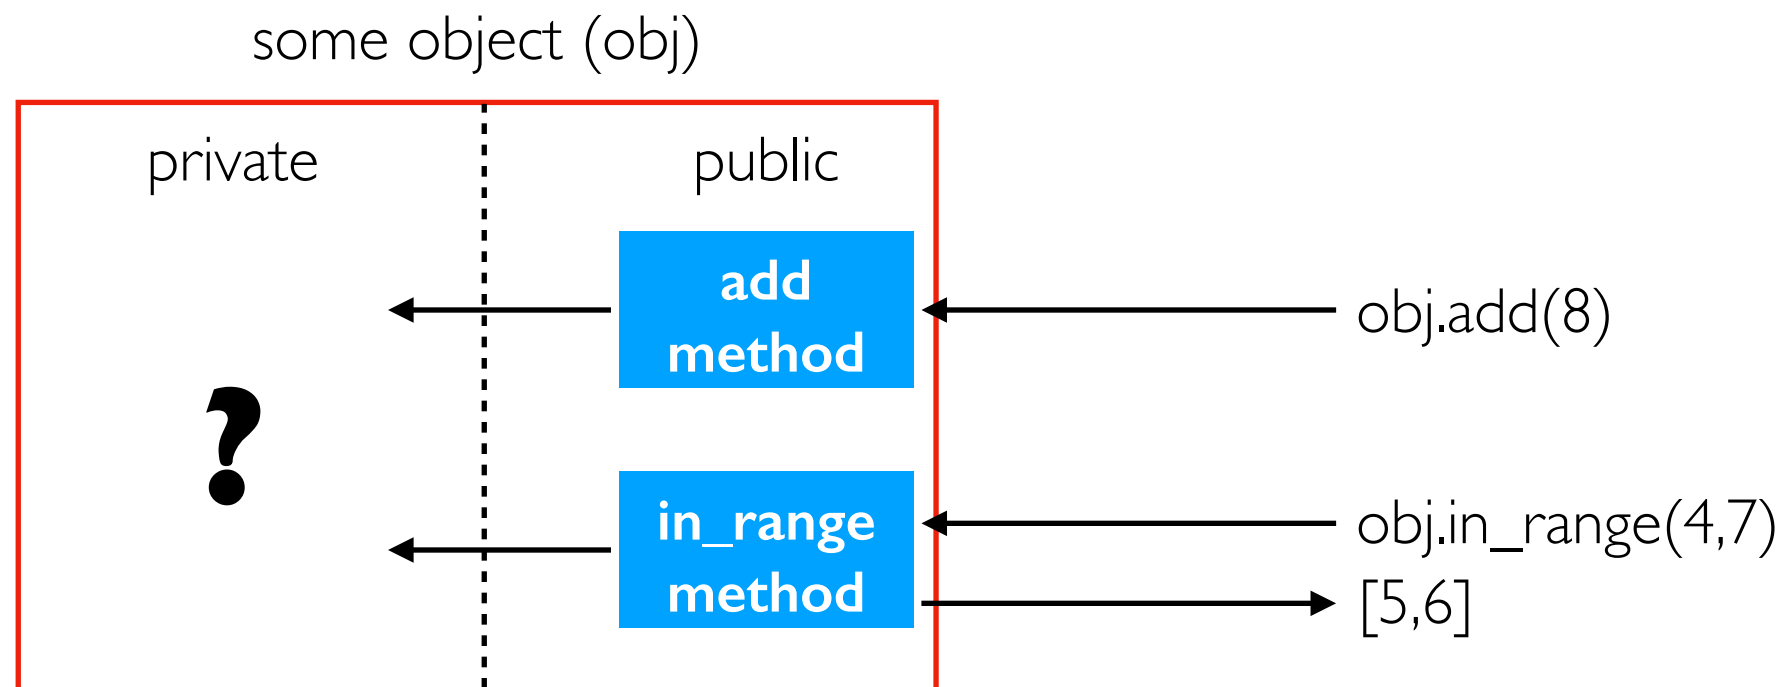 some object (obj)
private
public
add
method
obj.add(8)
?
in_range
method
obj.in_range(4,7)
[5,6]